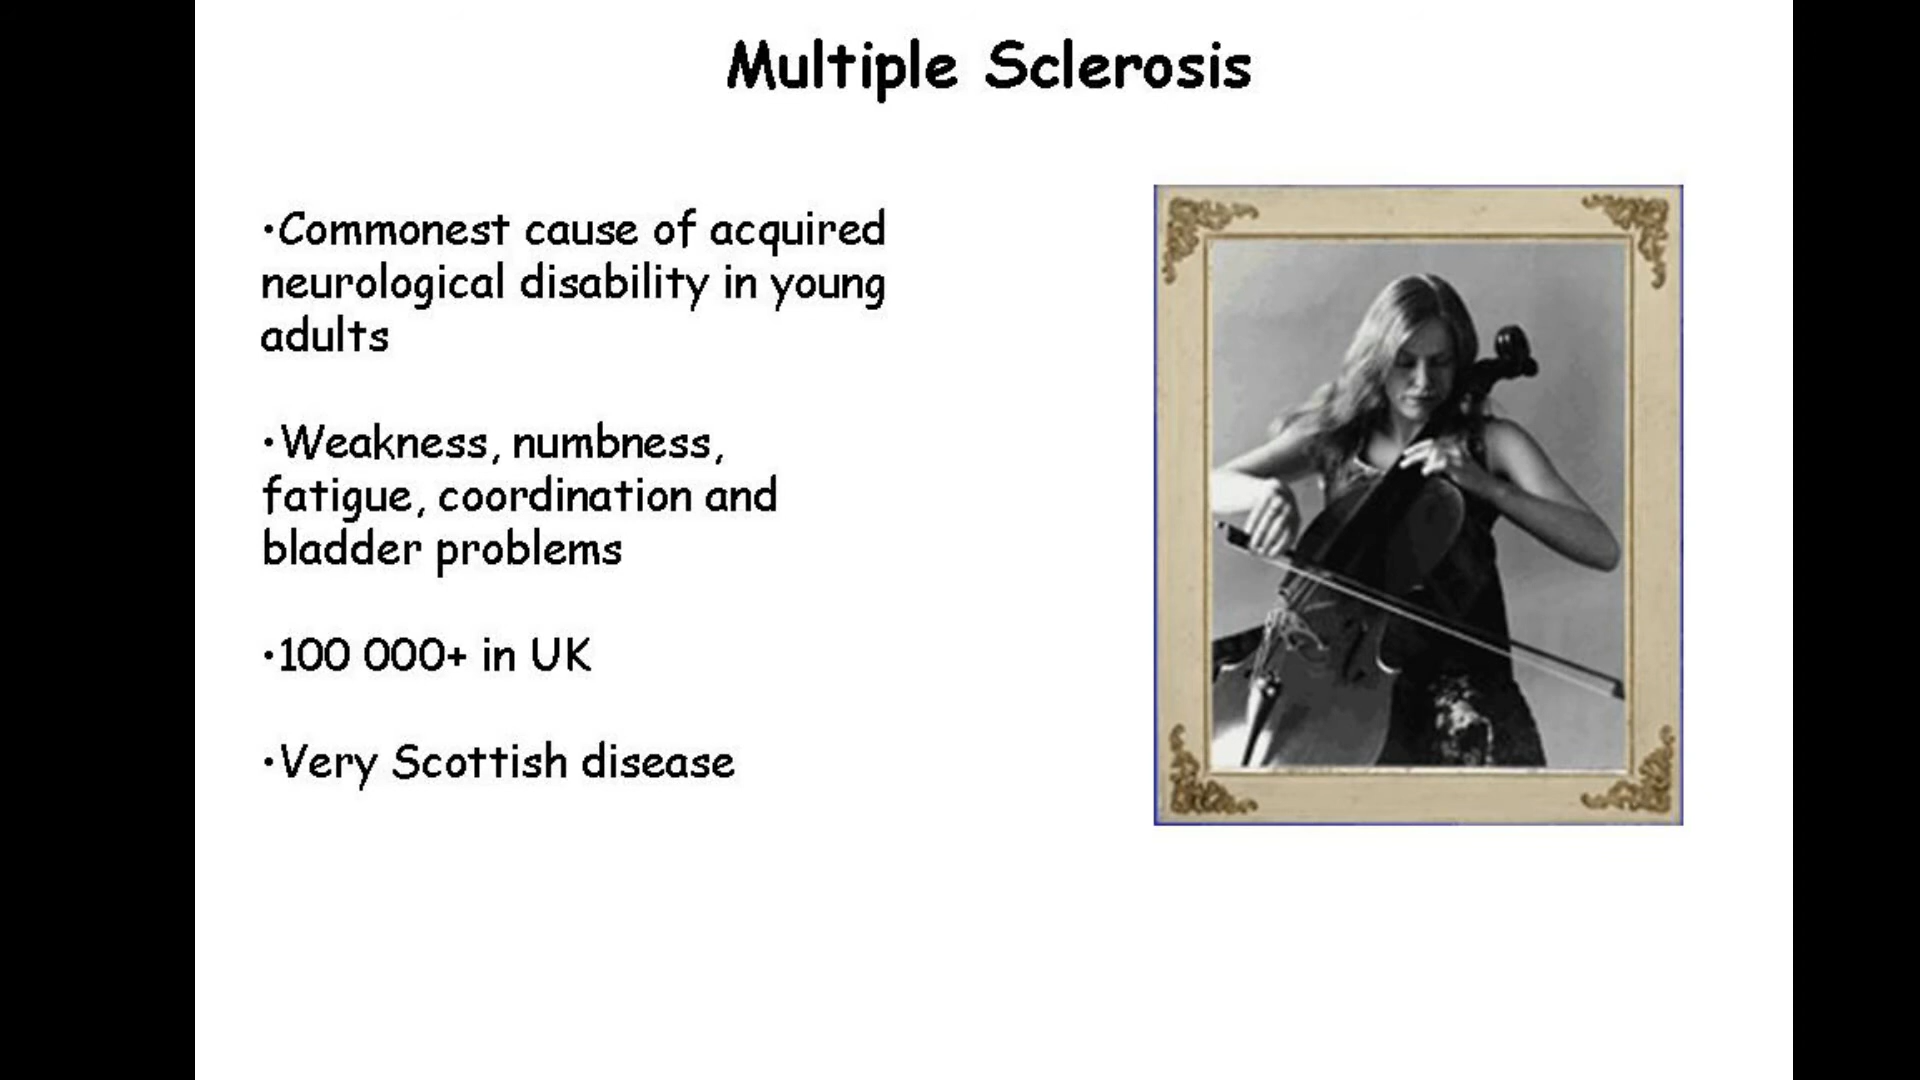 Multiple Sclerosis
•Commonest cause of acquired
neurological disability in young
adults
•Weakness, numbness,
fatigue, coordination and
bladder problems
•100 000+ in UK
•Very Scottish disease